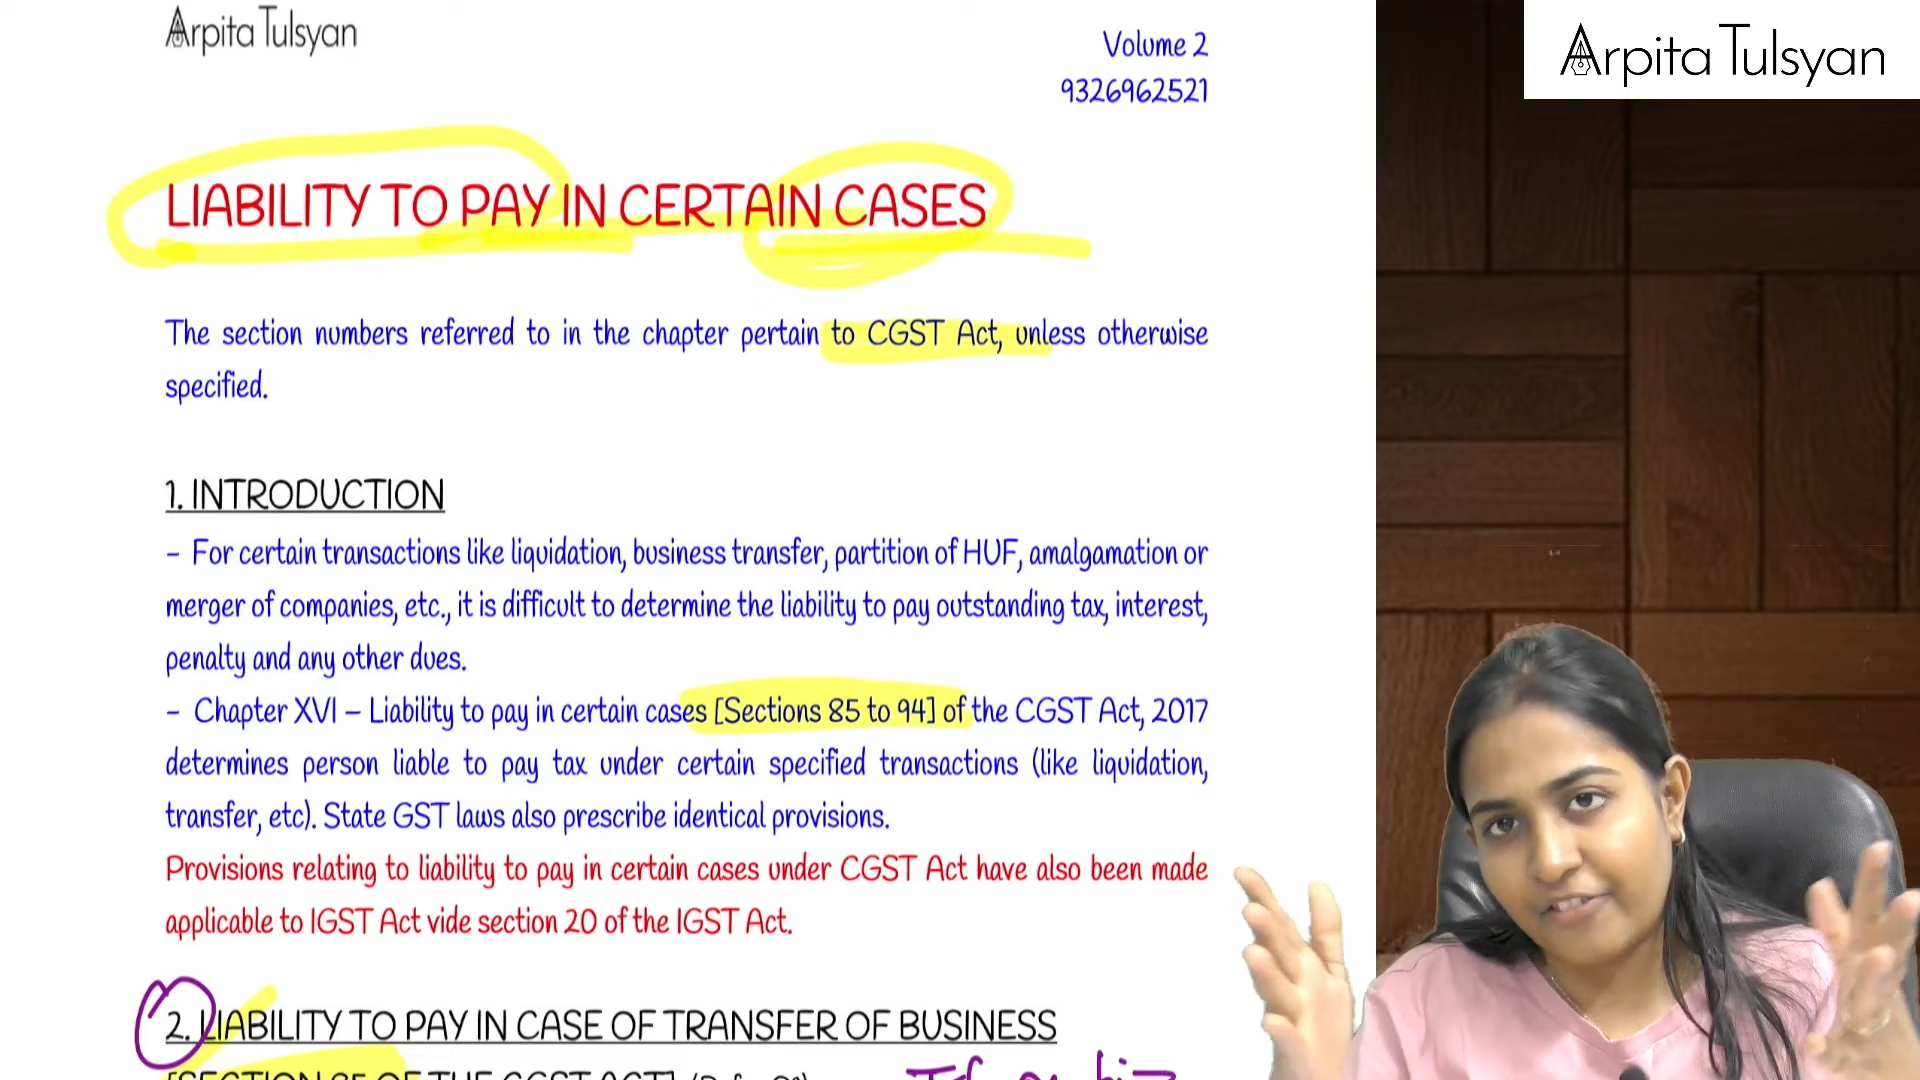 Arpita Tulsyan
Arpita Tulsyan
Volume 2
9326962521
LIABILITY TO PAY IN CERTAIN CASES
The section numbers referred to in the chapter pertain to CGST Act, unless otherwise
specified.
1. INTRODUCTION
- For certain transactions like liquidation, business transfer, partition of HUF, amalgamation or
merger of companies, etc., it is difficult to determine the liability to pay outstanding tax, interest,
penalty and any other dues.
- Chapter XVI – Liability to pay in certain cases [Sections 85 to 94] of the CGST Act, 2017
determines person liable to pay tax under certain specified transactions (like liquidation,
transfer, etc). State GST laws also prescribe identical provisions.
Provisions relating to liability to pay in certain cases under CGST Act have also been made
applicable to IGST Act vide section 20 of the IGST Act.
2. LIABILITY TO PAY IN CASE OF TRANSFER OF BUSINESS
[SECTION 85 OF THE CGST ACT]